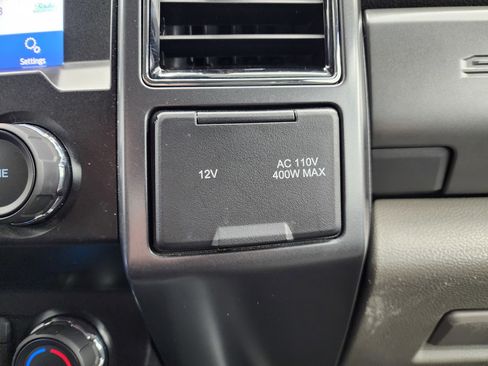 Settings
12V
AC 110V
400W MAX